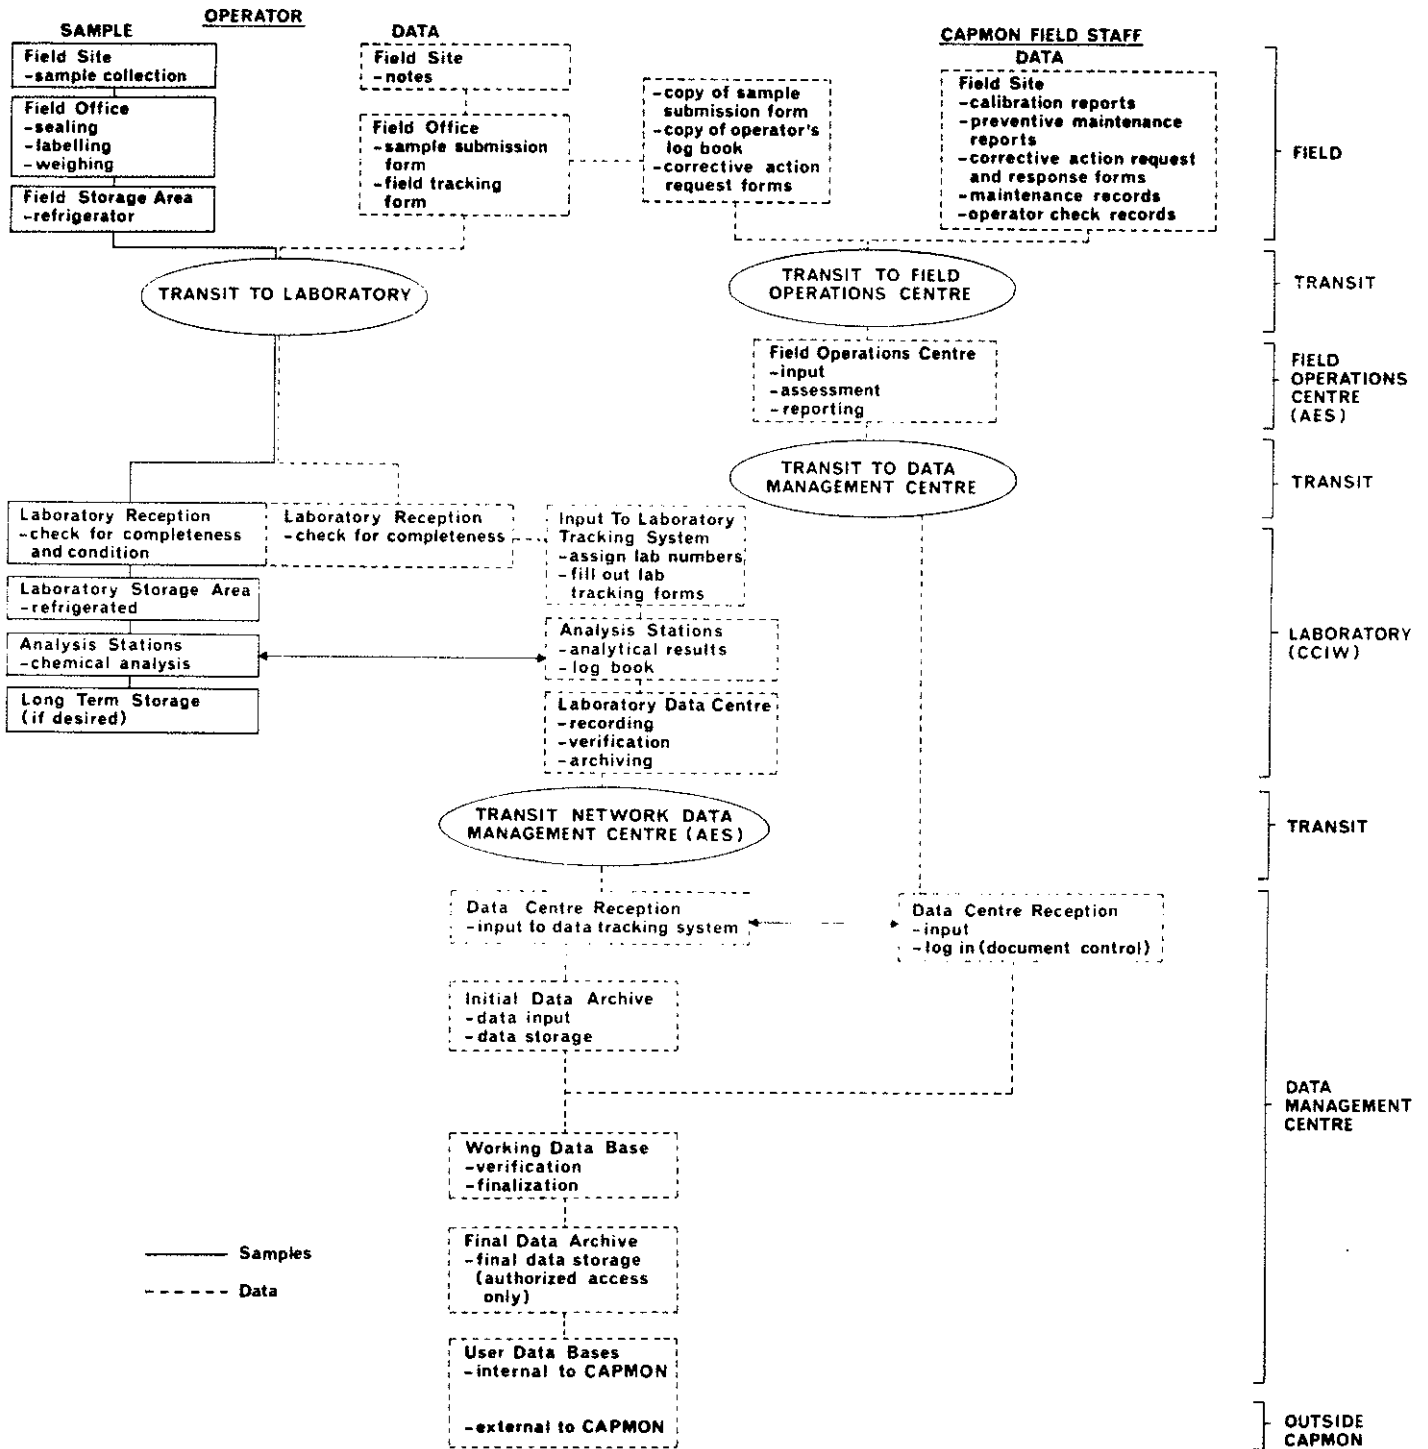 OPERATOR
SAMPLE
Field Site
-sample collection
Field Office
-sealing
-labelling
-weighing
Field Storage Area
-refrigerator
DATA
Field Site
-notes
Field Office
-sample submission
form
-field tracking
form
-copy of sample
submission form
-copy of operator's
log book
-corrective action
request forms
CAPMON FIELD STAFF
DATA
Field Site
-calibration reports
-preventive maintenance
reports
-corrective action request
and response forms
-maintenance records
-operator check records
FIELD
TRANSIT TO LABORATORY
TRANSIT TO FIELD
OPERATIONS CENTRE
TRANSIT
Field Operations Centre
-input
-assessment
-reporting
FIELD
OPERATIONS
CENTRE
(AES)
TRANSIT TO DATA
MANAGEMENT CENTRE
TRANSIT
Laboratory Reception
-check for completeness
and condition
Laboratory Reception
-check for completeness
Input To Laboratory
Tracking System
-assign lab numbers
-fill out lab
tracking forms
Laboratory Storage Area
-refrigerated
Analysis Stations
-chemical analysis
Analysis Stations
-analytical results
-log book
Long Term Storage
(if desired)
Laboratory Data Centre
-recording
-verification
-archiving
LABORATORY
(CCIW)
TRANSIT NETWORK DATA
MANAGEMENT CENTRE (AES)
TRANSIT
Data Centre Reception
-input to data tracking system
Data Centre Reception
-input
-log in (document control)
Initial Data Archive
-data input
-data storage
Working Data Base
-verification
-finalization
Final Data Archive
-final data storage
(authorized access
only)
User Data Bases
-internal to CAPMON
-external to CAPMON
DATA
MANAGEMENT
CENTRE
OUTSIDE
CAPMON
Samples
Data